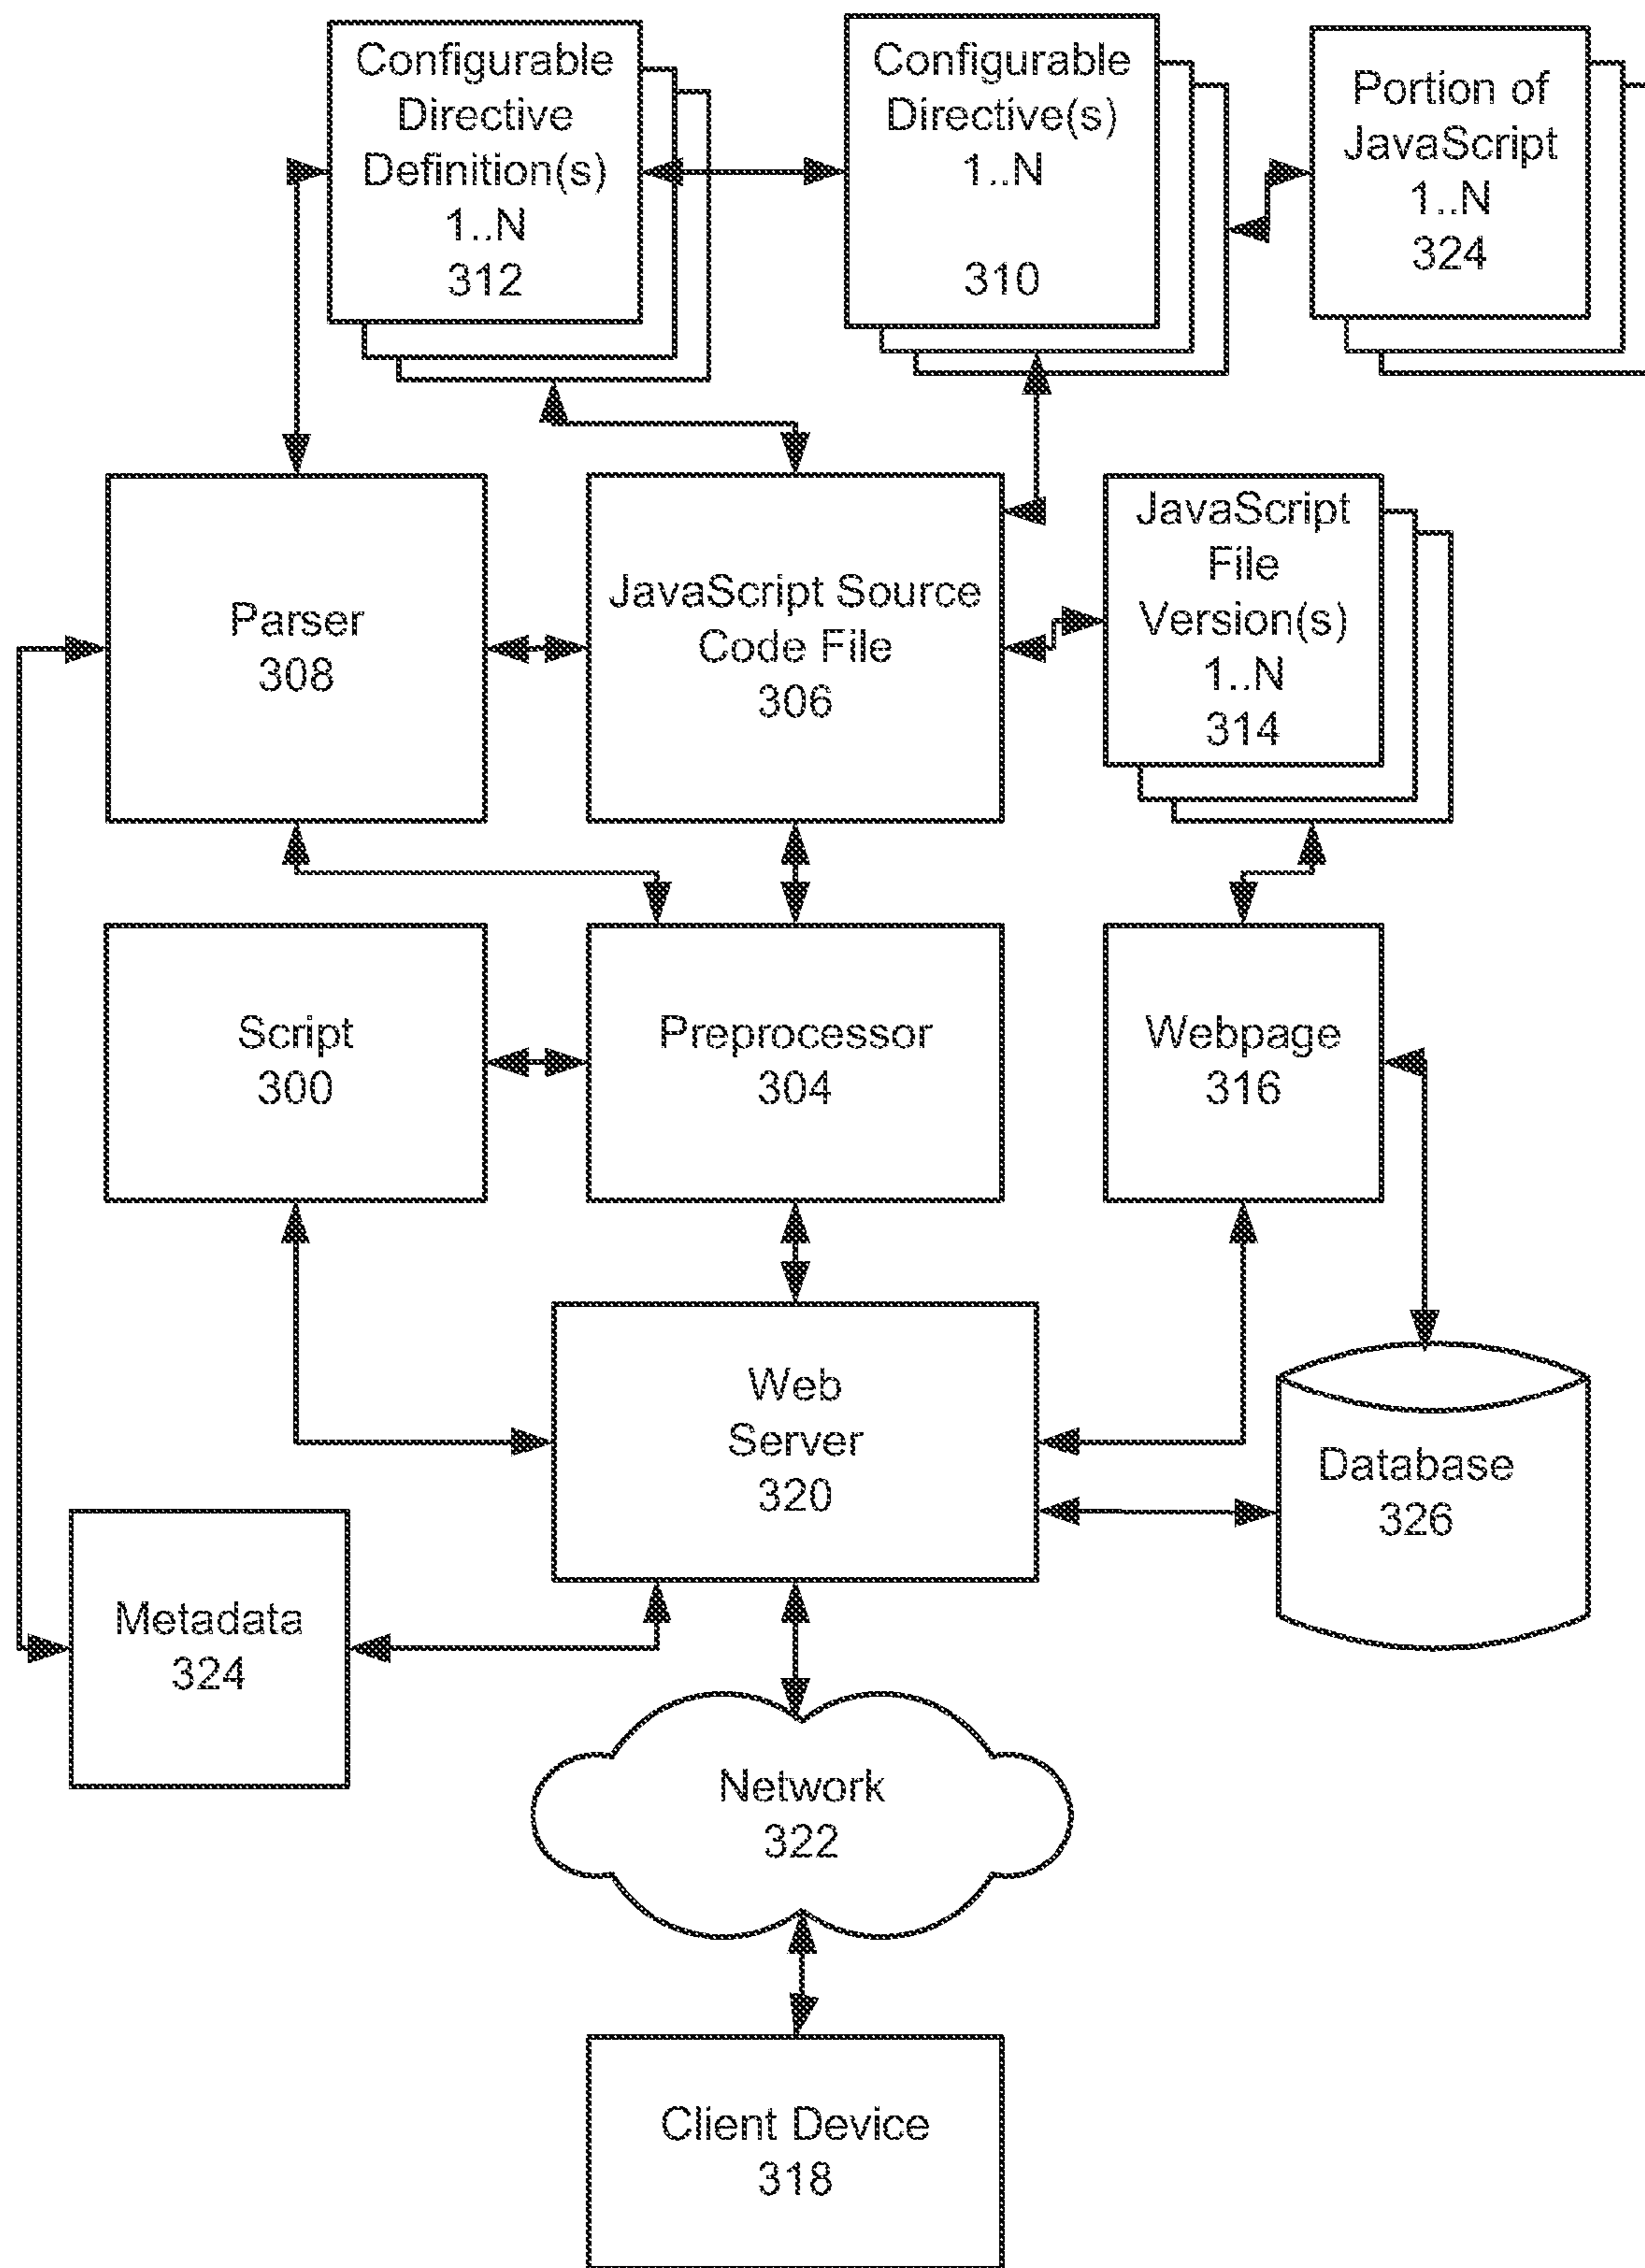 Configurable
Directive
Definition(s)
1..N
312
Configurable
Directive(s)
1..N
310
Portion of
JavaScript
1..N
324
Parser
308
JavaScript Source
Code File
306
JavaScript
File
Version(s)
1..N
314
Script
300
Preprocessor
304
Webpage
316
Web
Server
320
Database
326
Metadata
324
Network
322
Client Device
318